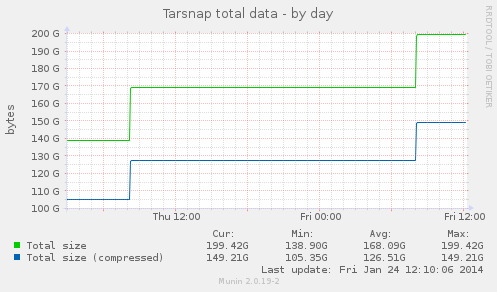 Tarsnap total data - by day
RRDTOOL / TOBI OETIKER
bytes
200 G
190 G
180 G
170 G
160 G
150 G
140 G
130 G
120 G
110 G
100 G
Thu 12:00 Fri 00:00 Fri 12:00
Cur: Min: Avg: Max:
Total size 199.42G 138.90G 168.09G 199.42G
Total size (compressed) 149.21G 105.35G 126.51G 149.21G
Last update: Fri Jan 24 12:10:06 2014
Munin 2.0.19-2